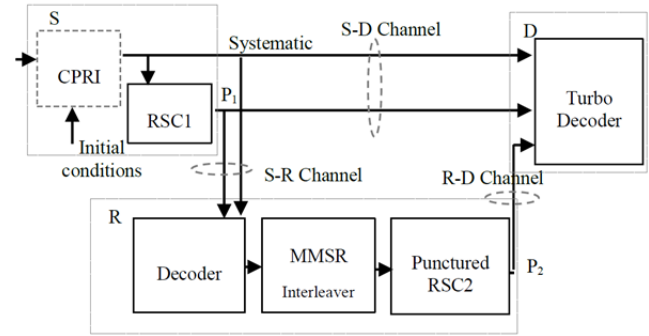 S
S-D Channel
D
Systematic
CPRI
P1
RSC1
Turbo
Decoder
Initial
conditions
S-R Channel
R-D Channel
R
Decoder
MMSR
Interleaver
Punctured
RSC2
P2